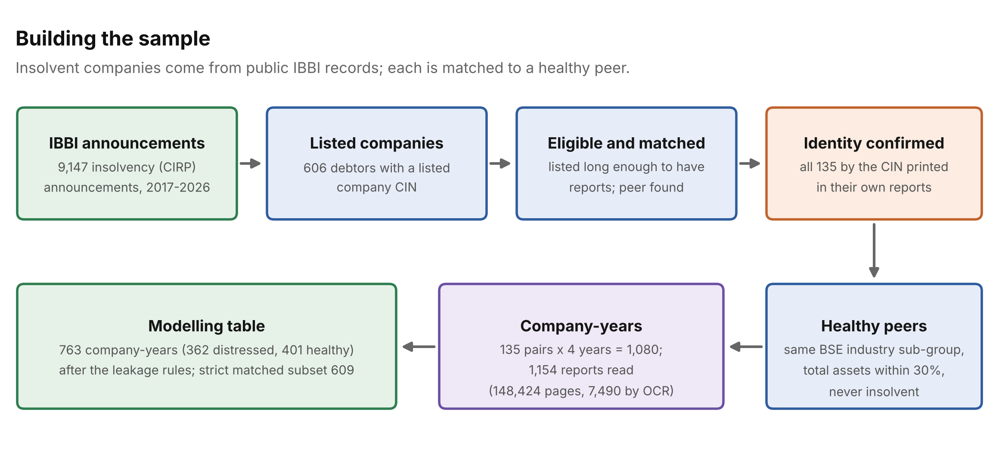 Building the sample
Insolvent companies come from public IBBI records; each is matched to a healthy peer.
IBBI announcements
9,147 insolvency (CIRP)
announcements, 2017-2026
Listed companies
606 debtors with a listed
company CIN
Eligible and matched
listed long enough to have
reports; peer found
Identity confirmed
all 135 by the CIN printed
in their own reports
Healthy peers
same BSE industry sub-group,
total assets within 30%,
never insolvent
Company-years
135 pairs x 4 years = 1,080;
1,154 reports read
(148,424 pages, 7,490 by OCR)
Modelling table
763 company-years (362 distressed, 401 healthy)
after the leakage rules; strict matched subset 609